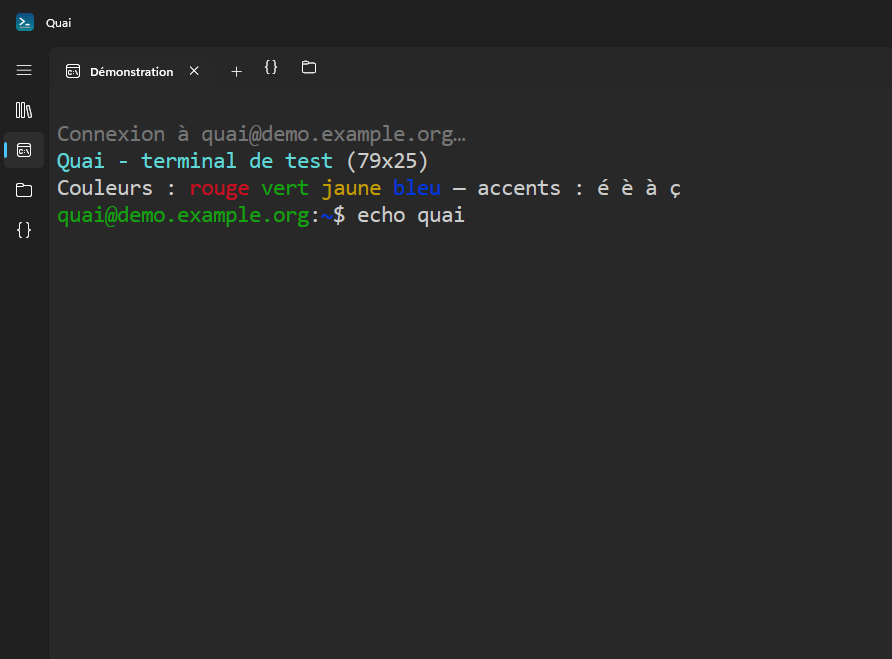 Quai
Démonstration
Connexion à quai@demo.example.org…
Quai - terminal de test (79x25)
Couleurs : rouge vert jaune bleu — accents : é è à ç
quai@demo.example.org:~$ echo quai